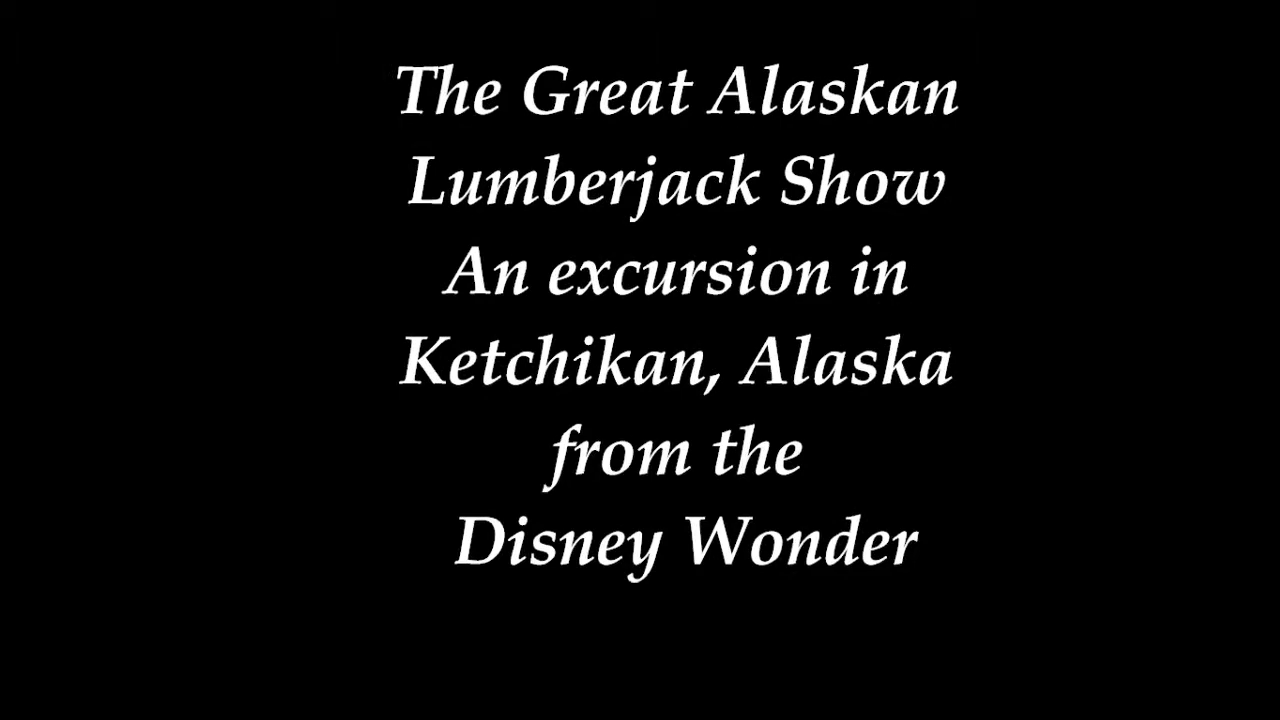 The Great Alaskan
Lumberjack Show
An excursion in
Ketchikan, Alaska
from the
Disney Wonder